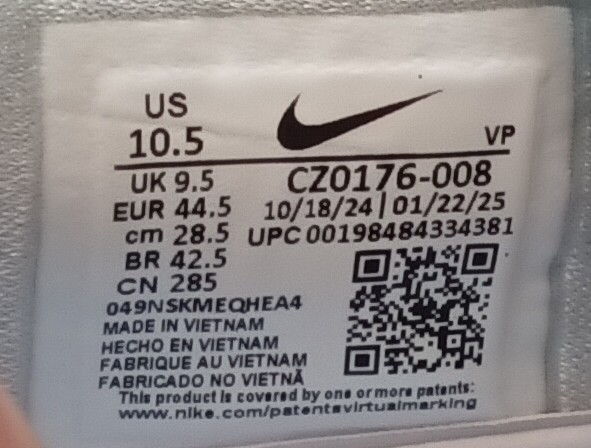 US
10.5
VP
UK 9.5
CZ0176-008
EUR 44.5
10/18/24 | 01/22/25
cm 28.5
UPC 00198484334381
BR 42.5
CN 285
049NSKMEQHEA4
MADE IN VIETNAM
HECHO EN VIETNAM
FABRIQUE AU VIETNAM
FABRICADO NO VIETNÃ
This product is covered by one or more patents:
www.nike.com/patentsvirtualmarking